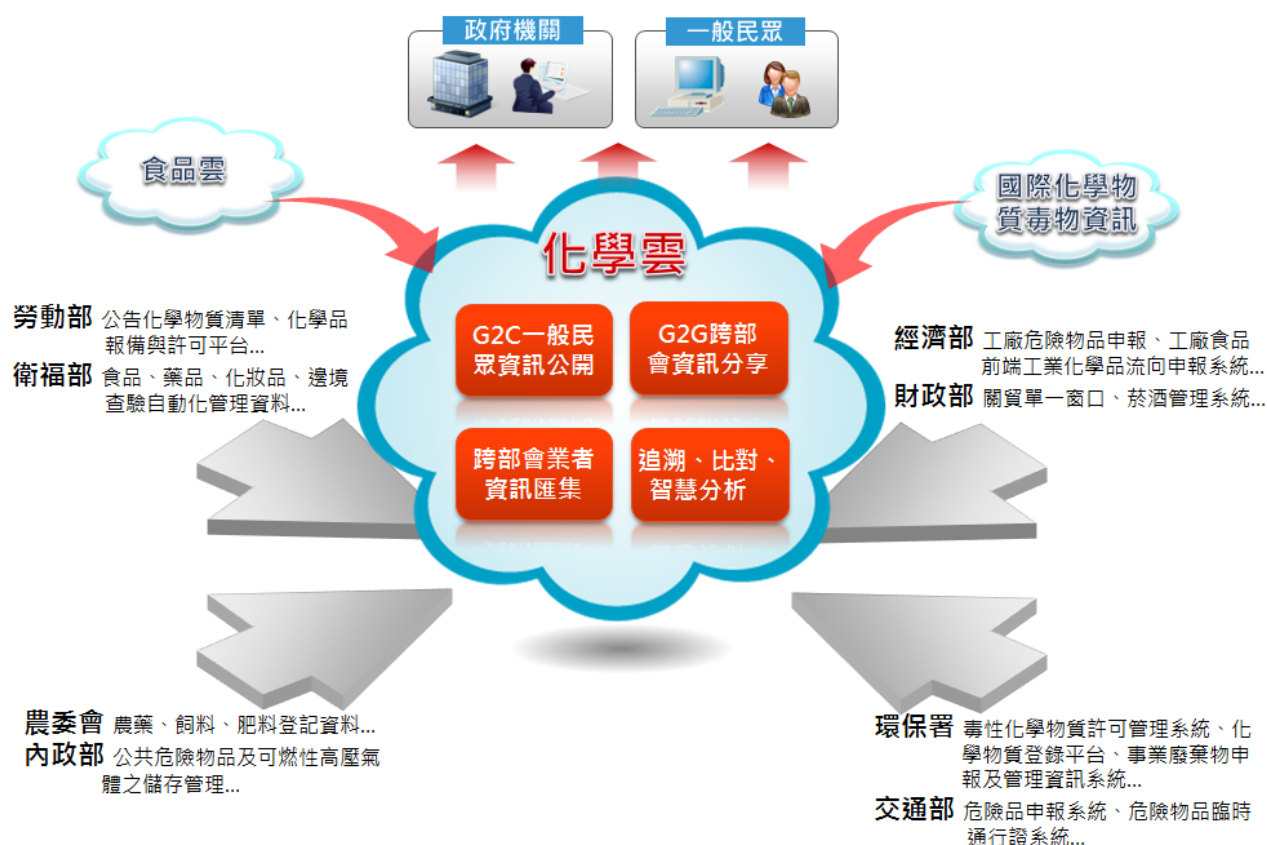 政府機關
一般民眾
食品雲
國際化學物
質毒物資訊
化學雲
G2C一般民
眾資訊公開
G2G跨部
會資訊分享
跨部會業者
資訊匯集
追溯、比對、
智慧分析
勞動部 公告化學物質清單、化學品
報備與許可平台...
衛福部 食品、藥品、化妝品、邊境
查驗自動化管理資料...
經濟部 工廠危險物品申報、工廠食品
前端工業化學品流向申報系統...
財政部 關貿單一窗口、菸酒管理系統...
農委會 農藥、飼料、肥料登記資料...
內政部 公共危險物品及可燃性高壓氣
體之儲存管理...
環保署 毒性化學物質許可管理系統、化
學物質登錄平台、事業廢棄物申
報及管理資訊系統...
交通部 危險品申報系統、危險物品臨時
通行證系統...